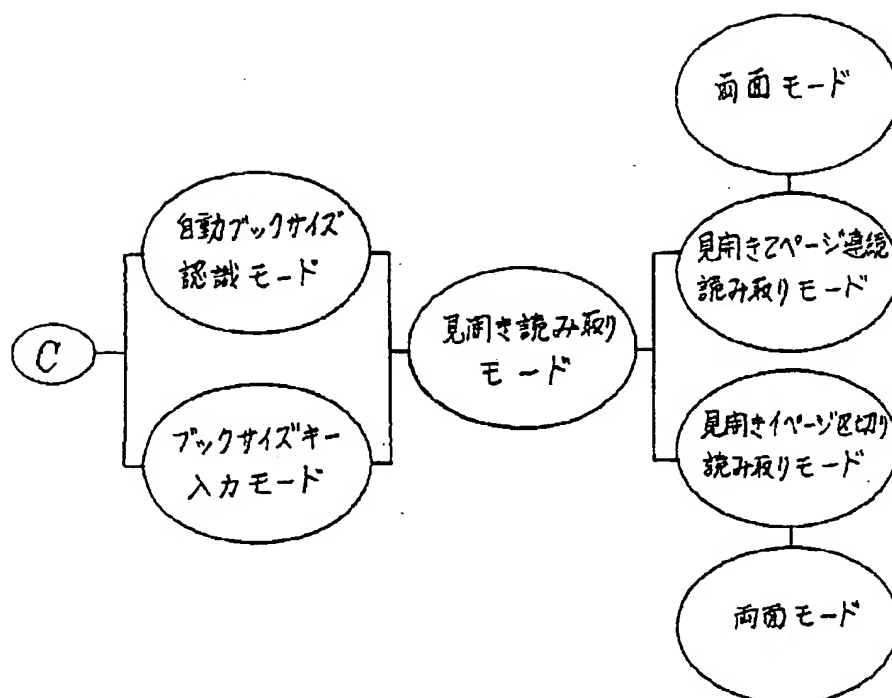 両面モード
自動ブックサイズ
認識モード
見開き2ページ連続
読み取りモード
C
見開き読み取り
モード
ブックサイズキー
入力モード
見開き1ページ区切り
読み取りモード
両面モード